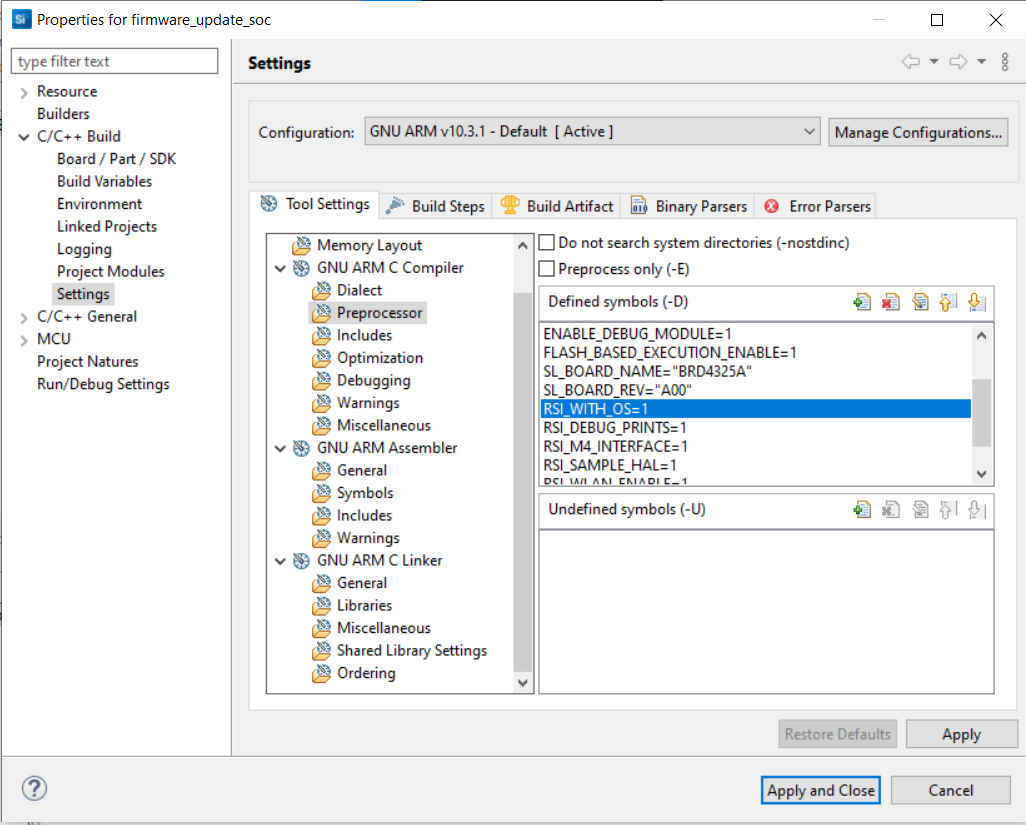 Si Properties for firmware_update_soc
type filter text
Resource
Builders
C/C++ Build
Board / Part / SDK
Build Variables
Environment
Linked Projects
Logging
Project Modules
Settings
C/C++ General
MCU
Project Natures
Run/Debug Settings
Settings
Configuration: GNU ARM v10.3.1 - Default [ Active ] Manage Configurations...
Tool Settings Build Steps Build Artifact 010 Binary Parsers Error Parsers
Memory Layout
GNU ARM C Compiler
Dialect
Preprocessor
Includes
Optimization
Debugging
Warnings
Miscellaneous
GNU ARM Assembler
General
Symbols
Includes
Warnings
GNU ARM C Linker
General
Libraries
Miscellaneous
Shared Library Settings
Ordering
Do not search system directories (-nostdinc)
Preprocess only (-E)
Defined symbols (-D)
ENABLE_DEBUG_MODULE=1
FLASH_BASED_EXECUTION_ENABLE=1
SL_BOARD_NAME="BRD4325A"
SL_BOARD_REV="A00"
RSI_WITH_OS=1
RSI_DEBUG_PRINTS=1
RSI_M4_INTERFACE=1
RSI_SAMPLE_HAL=1
RSI_WLAN_ENABLE=1
Undefined symbols (-U)
Restore Defaults Apply
? Apply and Close Cancel